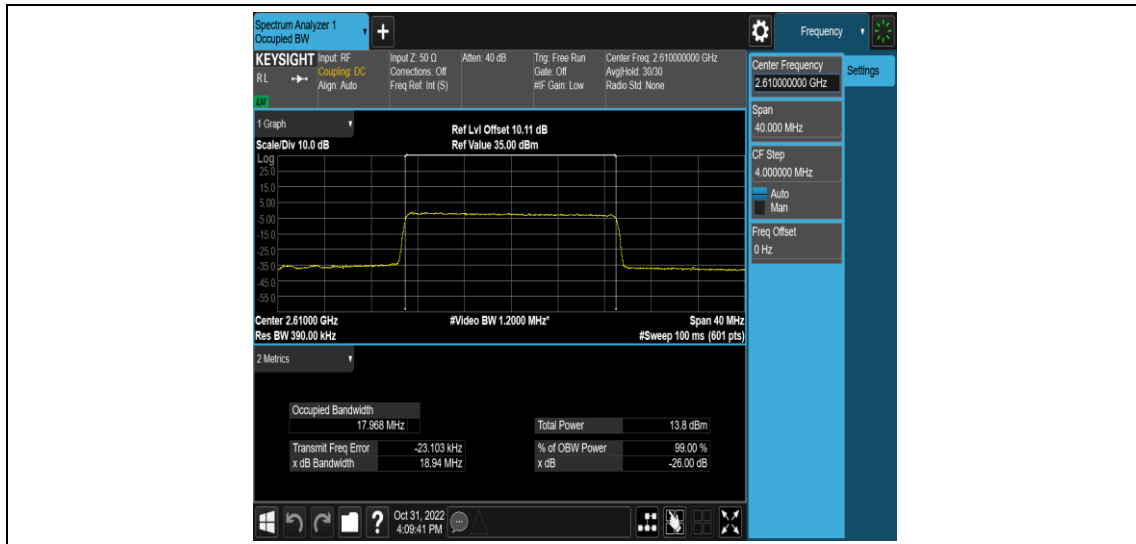 Spectrum Analyzer 1
Occupied BW
+
Frequency
KEYSIGHT Input: RF Input Z: 50 Ω Atten: 40 dB Trig: Free Run Center Freq: 2.610000000 GHz
RL Coupling: DC Corrections: Off Gate: Off Avg|Hold: 30/30
Align: Auto Freq Ref: Int (S) #IF Gain: Low Radio Std: None
Center Frequency
2.610000000 GHz
Settings
Span
40.000 MHz
CF Step
4.000000 MHz
Auto
Man
Freq Offset
0 Hz
1 Graph
Ref Lvl Offset 10.11 dB
Scale/Div 10.0 dB Ref Value 35.00 dBm
Log
25.0
15.0
5.00
-5.00
-15.0
-25.0
-35.0
-45.0
-55.0
Center 2.61000 GHz #Video BW 1.2000 MHz* Span 40 MHz
Res BW 390.00 kHz #Sweep 100 ms (601 pts)
2 Metrics
Occupied Bandwidth
17.968 MHz Total Power 13.8 dBm
Transmit Freq Error -23.103 kHz % of OBW Power 99.00 %
x dB Bandwidth 18.94 MHz x dB -26.00 dB
? Oct 31, 2022
4:09:41 PM